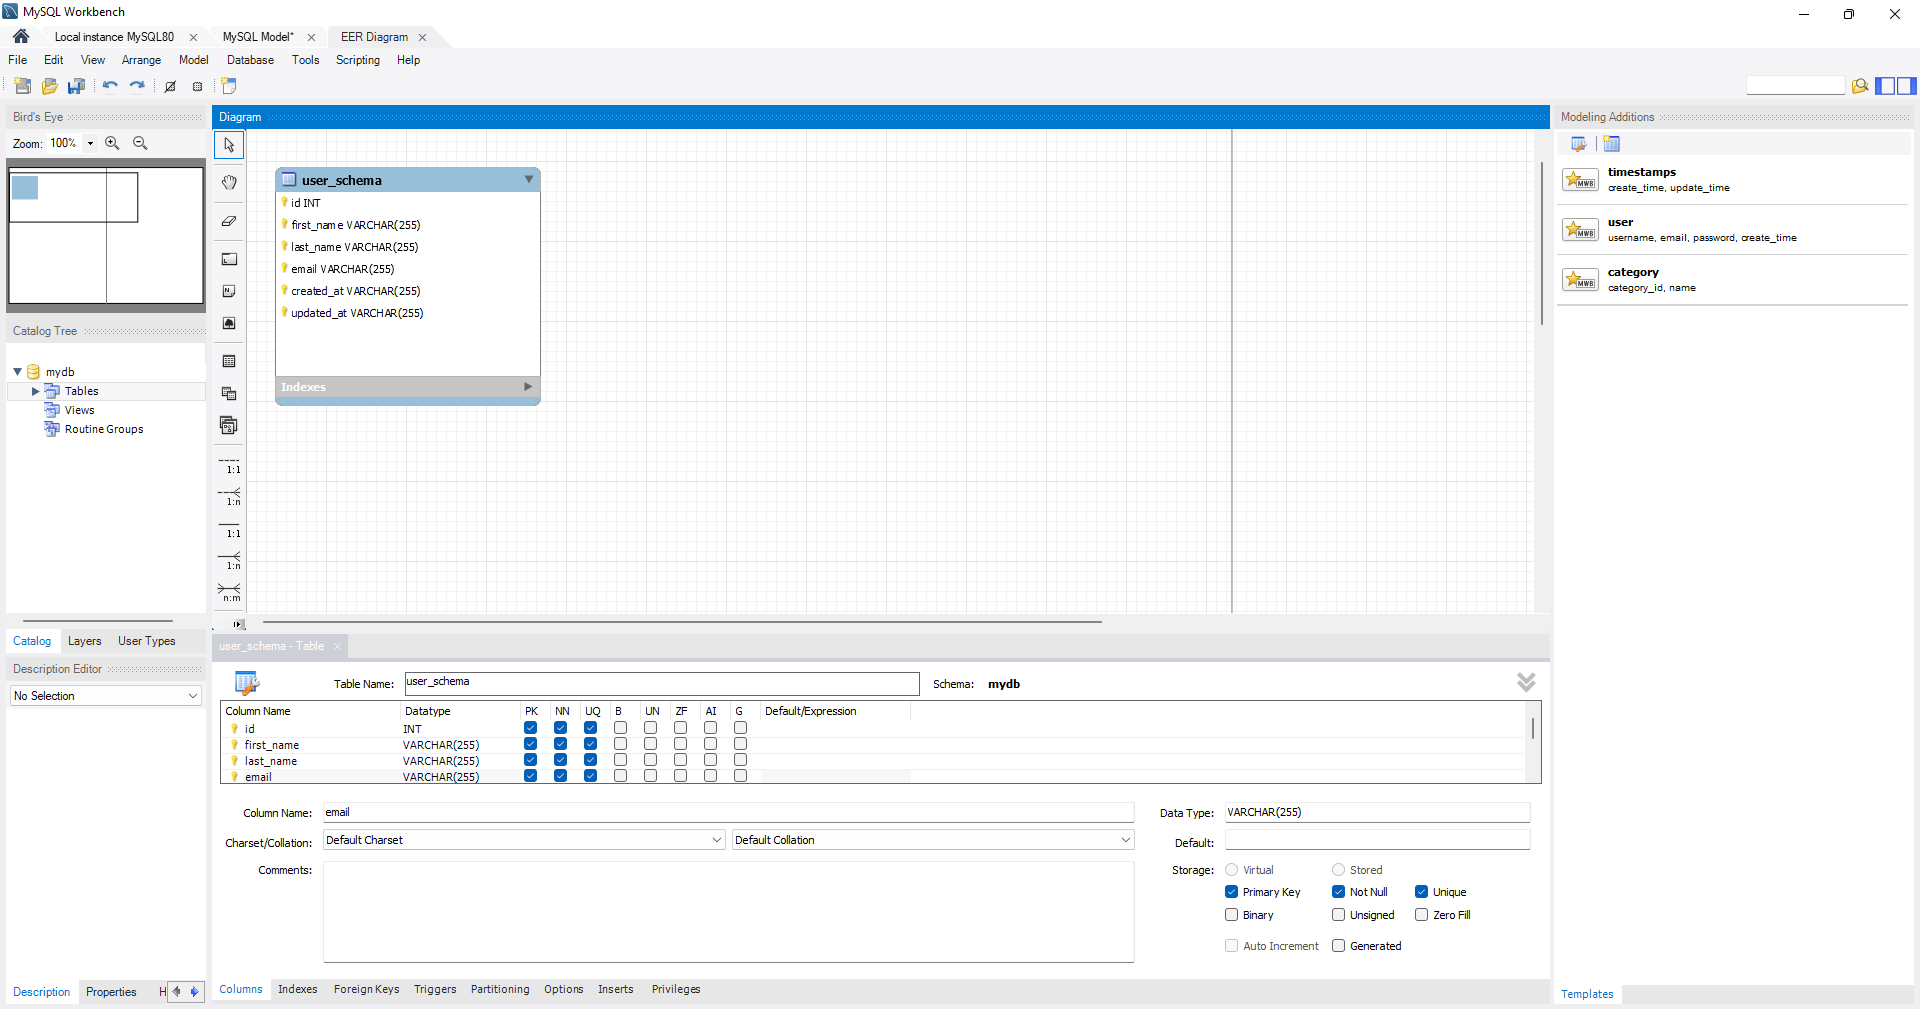 MySQL Workbench
Local instance MySQL80
MySQL Model*
EER Diagram
File Edit View Arrange Model Database Tools Scripting Help
Bird's Eye
Zoom: 100%
Catalog Tree
mydb
Tables
Views
Routine Groups
Catalog Layers User Types
Description Editor
No Selection
Description Properties H
Diagram
1:1
1:n
1:1
1:n
n:m
user_schema
id INT
first_name VARCHAR(255)
last_name VARCHAR(255)
email VARCHAR(255)
created_at VARCHAR(255)
updated_at VARCHAR(255)
Indexes
user_schema - Table
Table Name: user_schema Schema: mydb
Column Name Datatype PK NN UQ B UN ZF AI G Default/Expression
id INT
first_name VARCHAR(255)
last_name VARCHAR(255)
email VARCHAR(255)
Column Name: email Data Type: VARCHAR(255)
Charset/Collation: Default Charset Default Collation Default:
Comments: Storage: Virtual Stored
Primary Key Not Null Unique
Binary Unsigned Zero Fill
Auto Increment Generated
Columns Indexes Foreign Keys Triggers Partitioning Options Inserts Privileges
Modeling Additions
MWB
timestamps
create_time, update_time
MWB
user
username, email, password, create_time
MWB
category
category_id, name
Templates